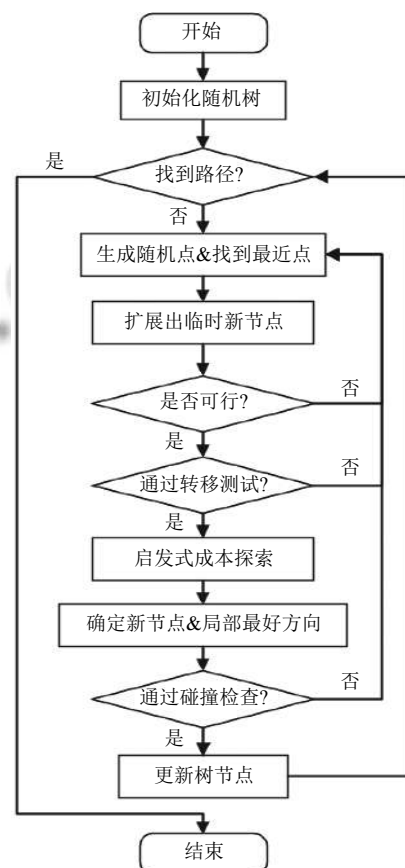 开始
初始化随机树
是
找到路径?
否
生成随机点&找到最近点
扩展出临时新节点
是否可行?
否
是
通过转移测试?
否
是
启发式成本探索
确定新节点&局部最好方向
通过碰撞检查?
否
是
更新树节点
结束